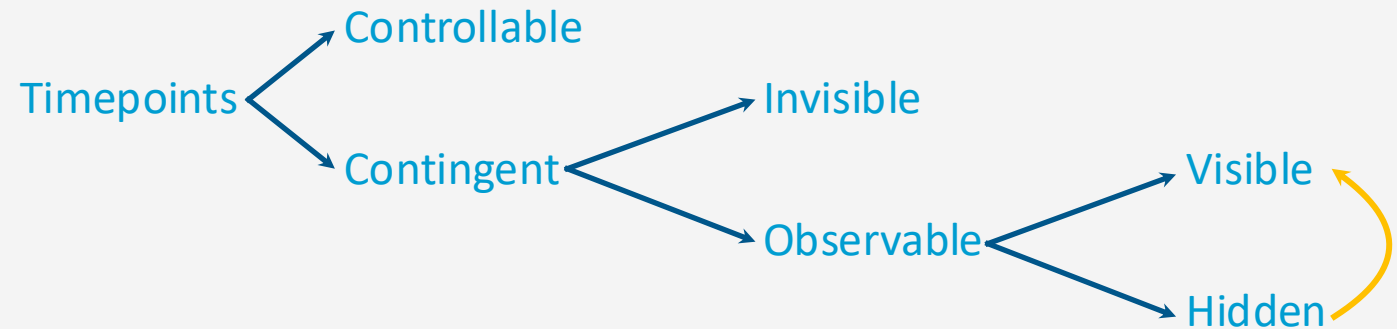 Controllable
Timepoints
Invisible
Contingent
Visible
Observable
Hidden